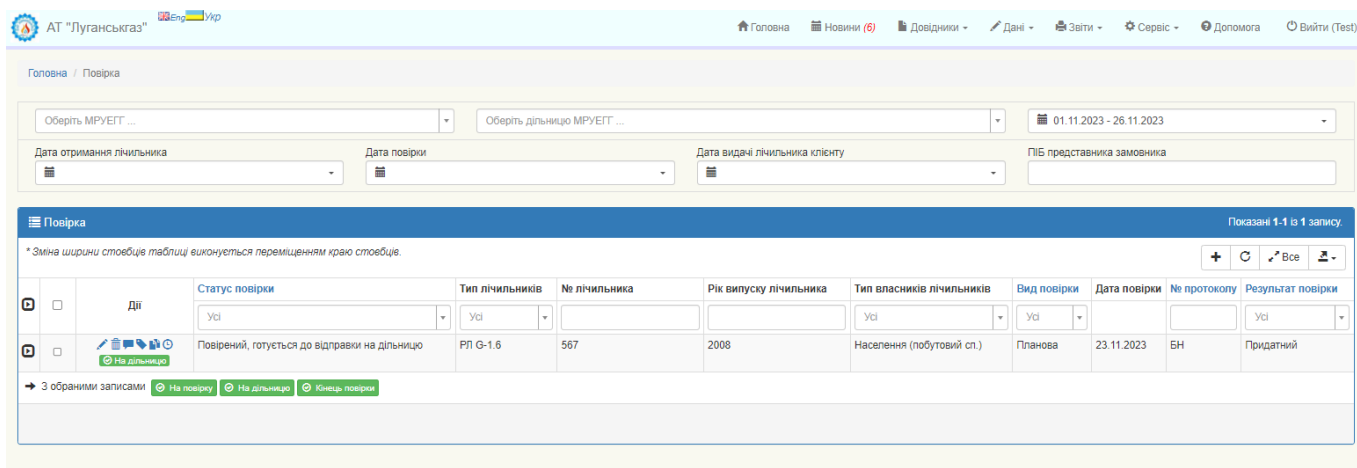 АТ "Луганськгаз" Eng Укр Головна Новини (6) Довідники Дані Звіти Сервіс Допомога Вийти (Test)
Головна / Повірка
Оберіть МРУЕГГ ... Оберіть дільницю МРУЕГГ ... 01.11.2023 - 26.11.2023
Дата отримання лічильника Дата повірки Дата видачі лічильника клієнту ПІБ представника замовника
Повірка Показані 1-1 із 1 запису.
* Зміна ширини стовбців таблиці виконується переміщенням краю стовбців.
Все
Дії Статус повірки Тип лічильників № лічильника Рік випуску лічильника Тип власників лічильників Вид повірки Дата повірки № протоколу Результат повірки
Усі Усі Усі Усі Усі
Повірений, готується до відправки на дільницю РЛ G-1.6 567 2008 Населення (побутовий сп.) Планова 23.11.2023 БН Придатний
На дільницю
З обраними записами На повірку На дільницю Кінець повірки